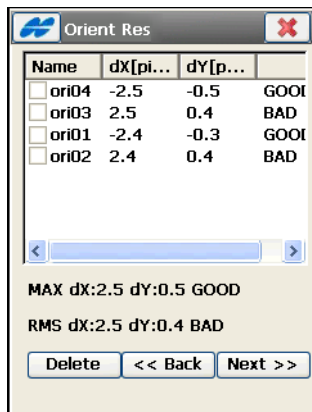 Orient Res
Name dX[pi... dY[p...
ori04 -2.5 -0.5 GOOD
ori03 2.5 0.4 BAD
ori01 -2.4 -0.3 GOOD
ori02 2.4 0.4 BAD
MAX dX:2.5 dY:0.5 GOOD
RMS dX:2.5 dY:0.4 BAD
Delete << Back Next >>